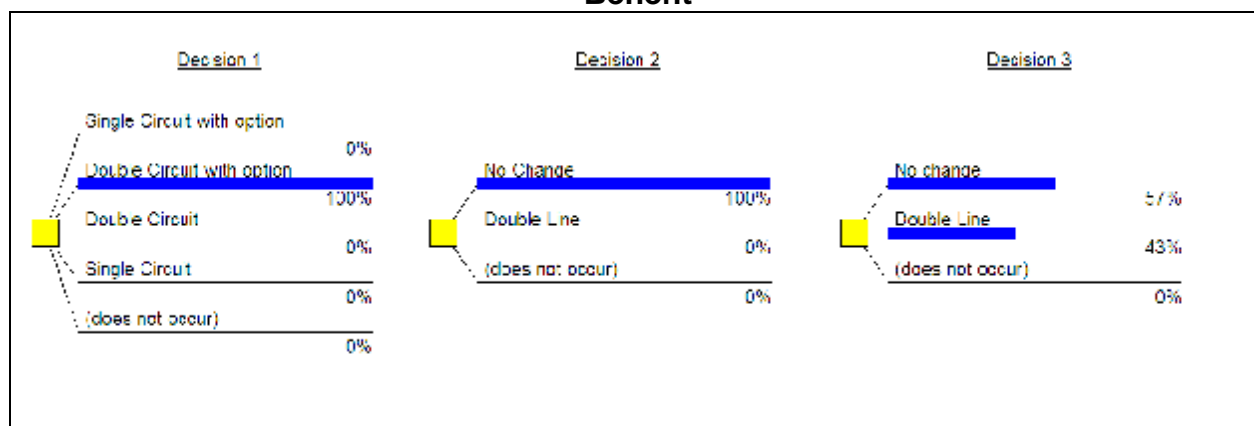 Benefit
Decision 1
Single Circuit with option
0%
Double Circuit with option
100%
Double Circuit
0%
Single Circuit
0%
(does not occur)
0%
Decision 2
No Change
100%
Double Line
0%
(does not occur)
0%
Decision 3
No change
57%
Double Line
43%
(does not occur)
0%